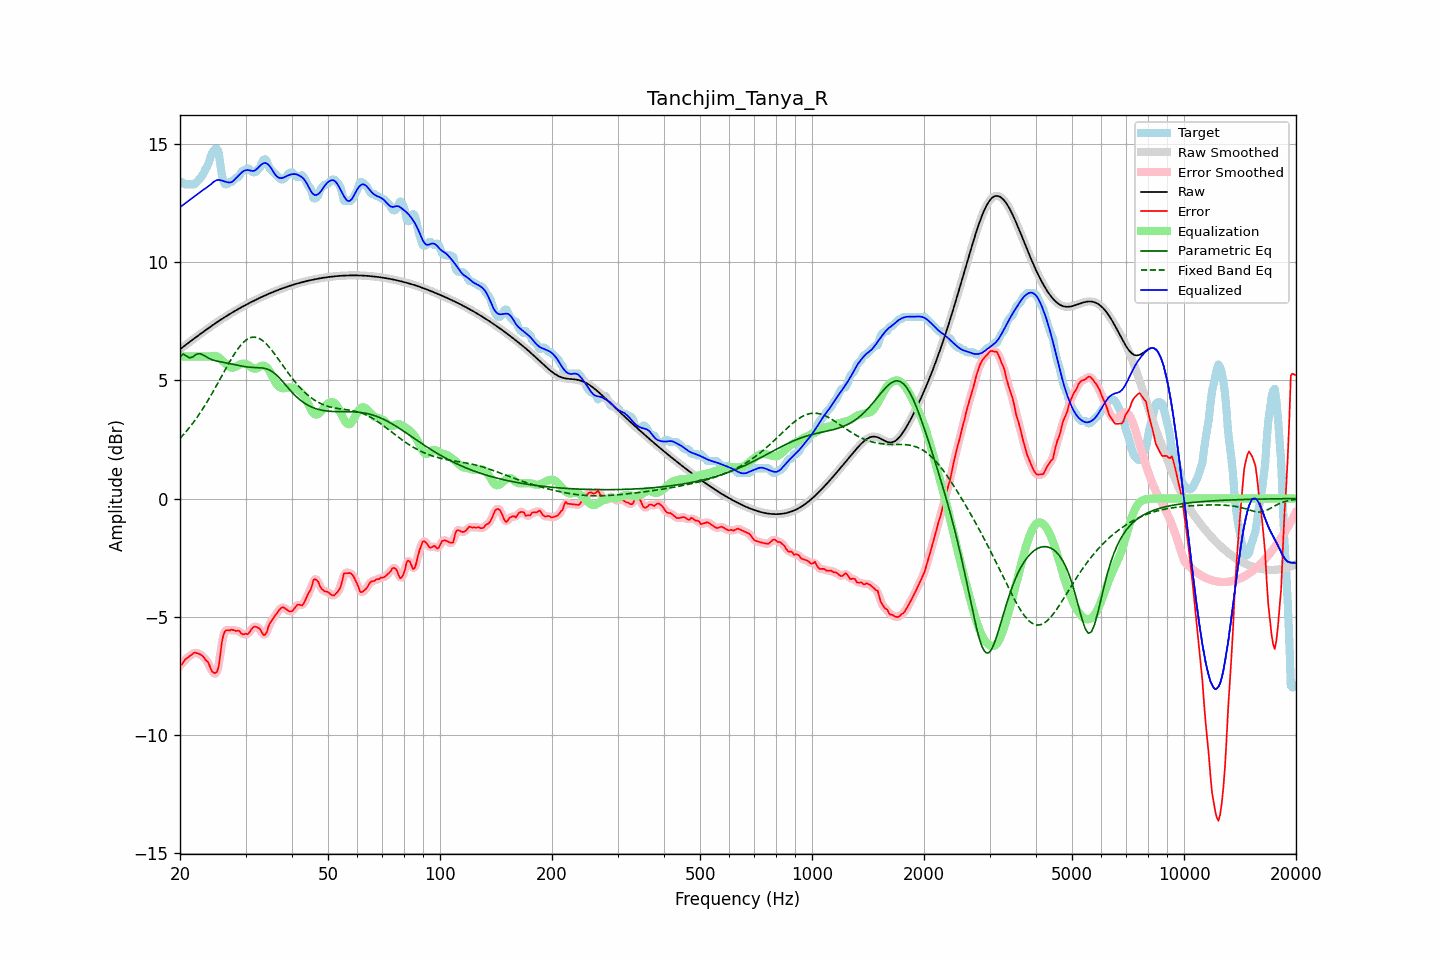 Tanchjim_Tanya_R
Target
Raw Smoothed
Error Smoothed
Raw
Error
Equalization
Parametric Eq
Fixed Band Eq
Equalized
15
10
5
0
−5
−10
−15
Amplitude (dBr)
20
50
100
200
500
1000
2000
5000
10000
20000
Frequency (Hz)